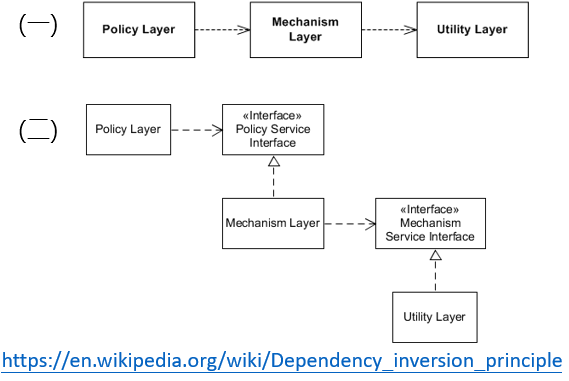 (一)
Policy Layer
Mechanism
Layer
Utility Layer
(二)
Policy Layer
«Interface»
Policy Service
Interface
Mechanism Layer
«Interface»
Mechanism
Service Interface
Utility Layer
https://en.wikipedia.org/wiki/Dependency_inversion_principle